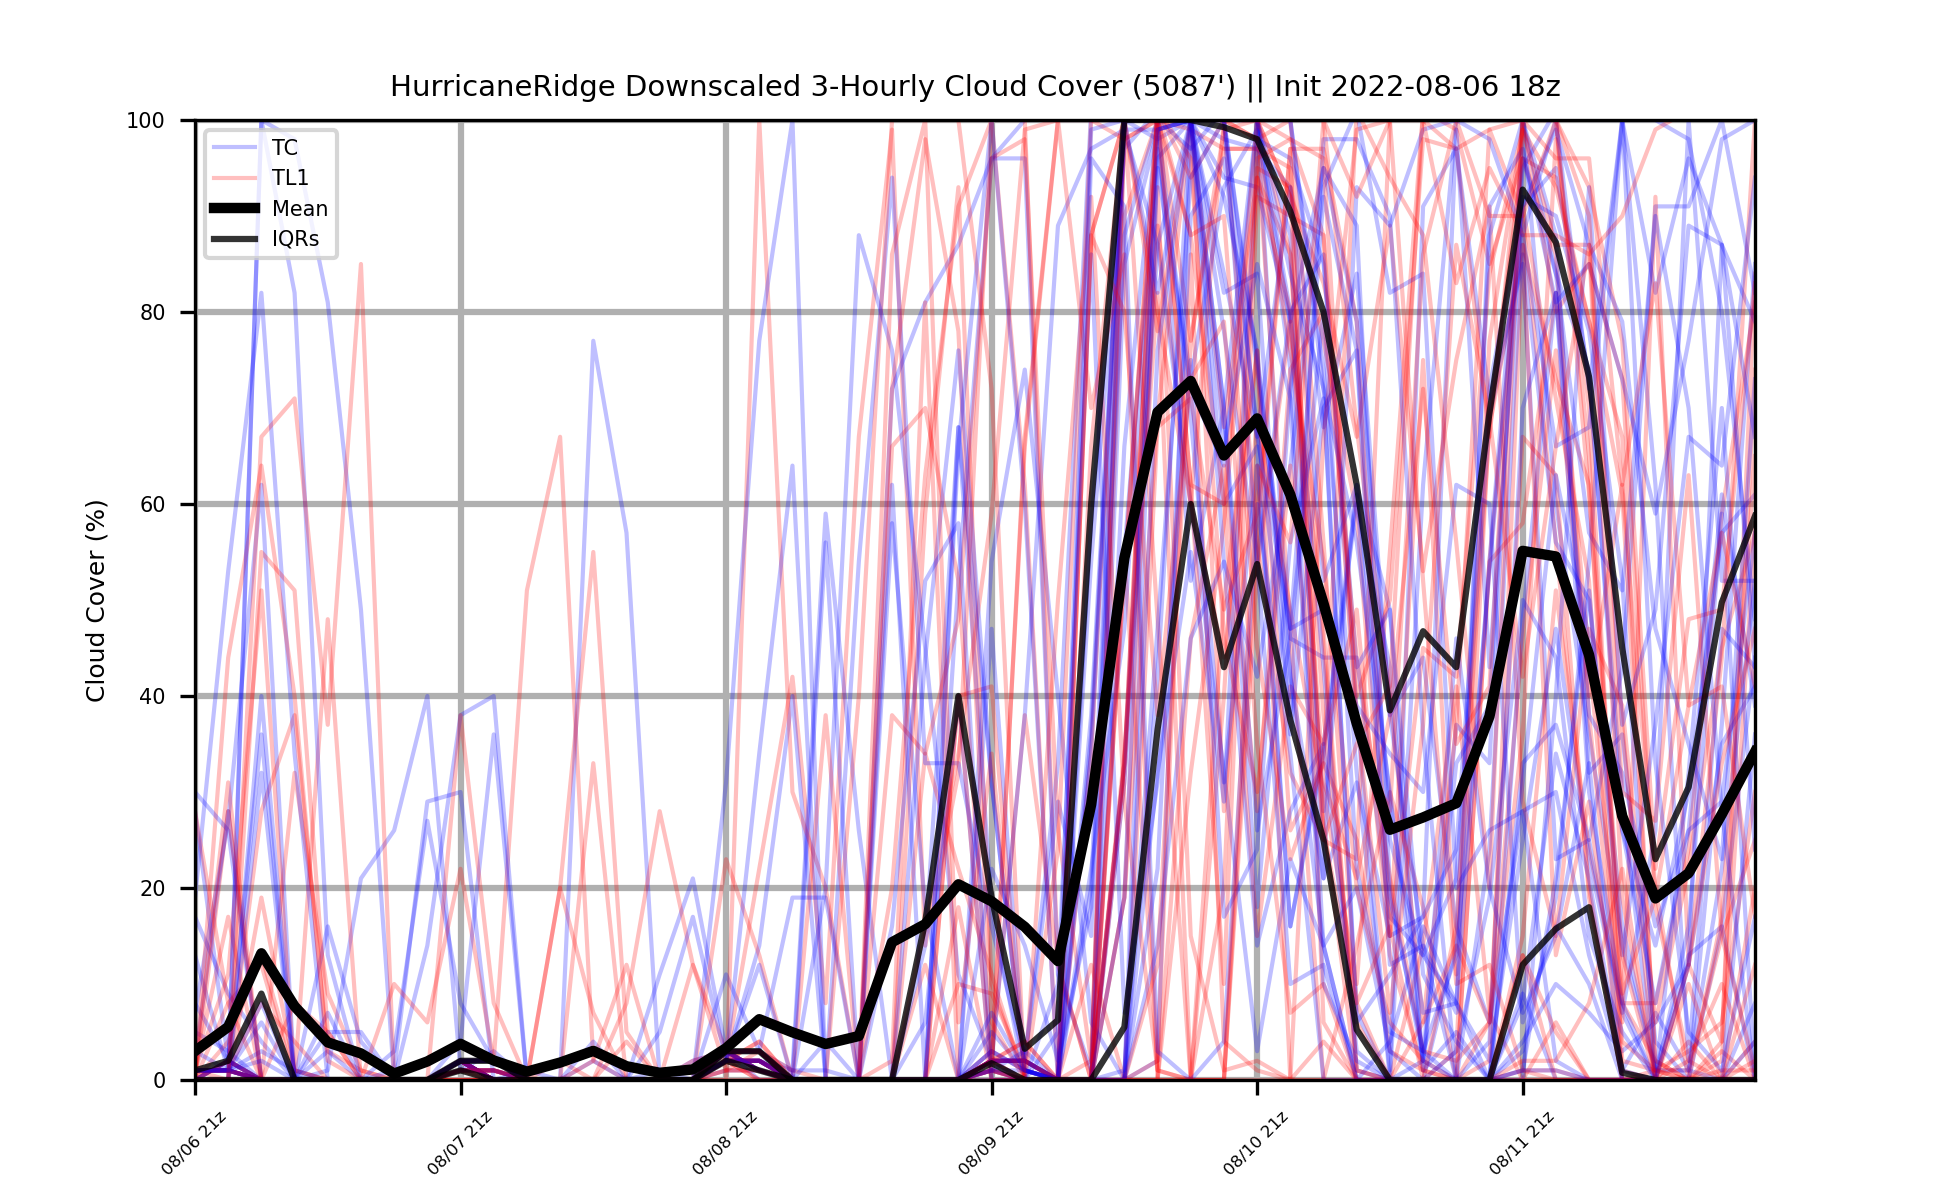 HurricaneRidge Downscaled 3-Hourly Cloud Cover (5087') || Init 2022-08-06 18z
TC
TL1
Mean
IQRs
Cloud Cover (%)
100
80
60
40
20
0
08/06 21z
08/07 21z
08/08 21z
08/09 21z
08/10 21z
08/11 21z